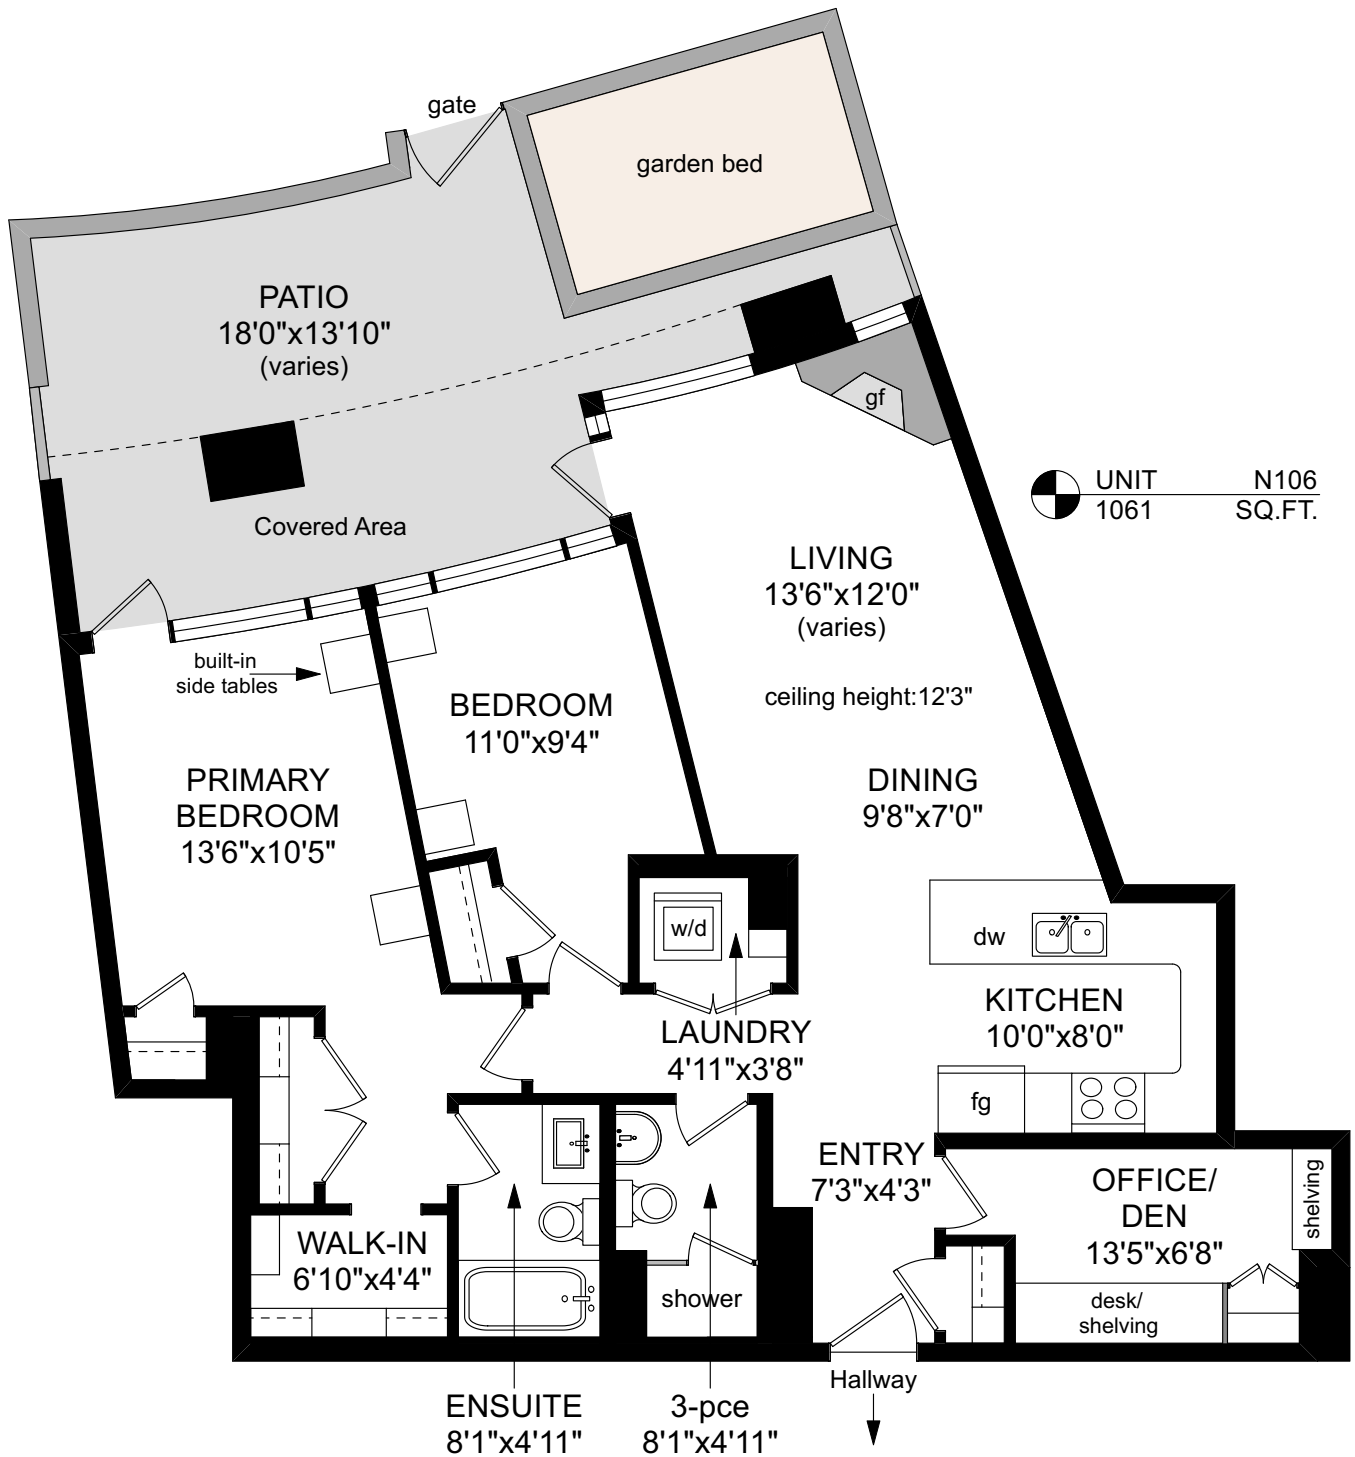 gate
garden bed
PATIO
18'0"x13'10"
(varies)
gf
UNIT N106
1061 SQ.FT.
Covered Area
LIVING
13'6"x12'0"
(varies)
built-in
side tables
ceiling height:12'3"
BEDROOM
11'0"x9'4"
PRIMARY
BEDROOM
13'6"x10'5"
DINING
9'8"x7'0"
w/d
dw
KITCHEN
10'0"x8'0"
LAUNDRY
4'11"x3'8"
fg
ENTRY
7'3"x4'3"
OFFICE/
DEN
13'5"x6'8"
shelving
WALK-IN
6'10"x4'4"
shower
desk/
shelving
Hallway
ENSUITE
8'1"x4'11"
3-pce
8'1"x4'11"